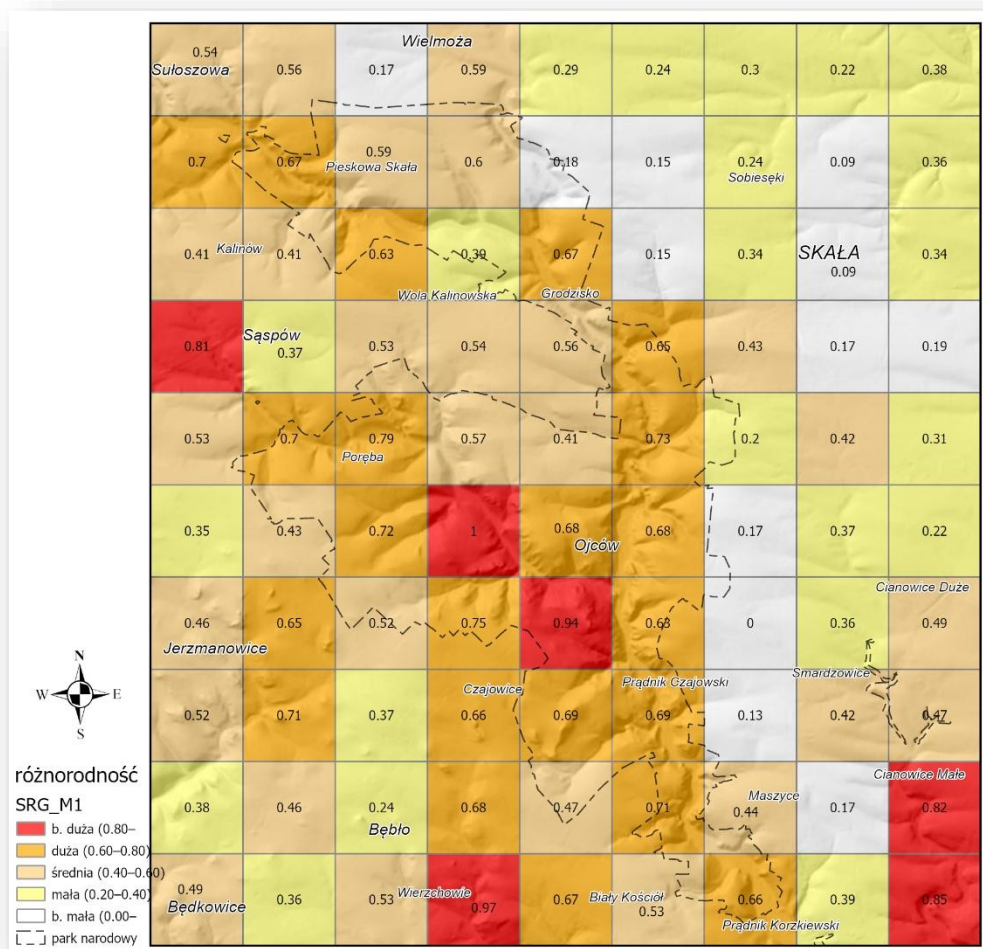 0.54
Sułoszowa
0.56
0.17
Wielmoża
0.59
0.29
0.24
0.3
0.22
0.38
0.7
0.67
0.59
Pieskowa Skała
0.6
0.18
0.15
0.24
Sobiesęki
0.09
0.36
0.41
Kalinów
0.41
0.63
0.39
0.67
0.15
0.34
SKAŁA
0.09
0.34
Wola Kalinowska
Grodzisko
0.81
Sąspów
0.37
0.53
0.54
0.56
0.65
0.43
0.17
0.19
0.53
0.7
0.79
Poręba
0.57
0.41
0.73
0.2
0.42
0.31
0.35
0.43
0.72
1
0.68
Ojców
0.68
0.17
0.37
0.22
Cianowice Duże
0.46
Jerzmanowice
0.65
0.52
0.75
0.94
0.63
0
0.36
0.49
Smardzowice
Czajowice
Prądnik Czajowski
0.52
0.71
0.37
0.66
0.69
0.69
0.13
0.42
0.47
Cianowice Małe
0.38
0.46
0.24
Bębło
0.68
0.47
0.71
Maszyce
0.44
0.17
0.82
0.49
Będkowice
0.36
0.53
Wierzchowie
0.97
0.67
Biały Kościół
0.53
0.66
Prądnik Korzkiewski
0.39
0.85
N
W E
S
różnorodność
SRG_M1
b. duża (0.80–
duża (0.60–0.80)
średnia (0.40–0.60)
mała (0.20–0.40)
b. mała (0.00–
park narodowy